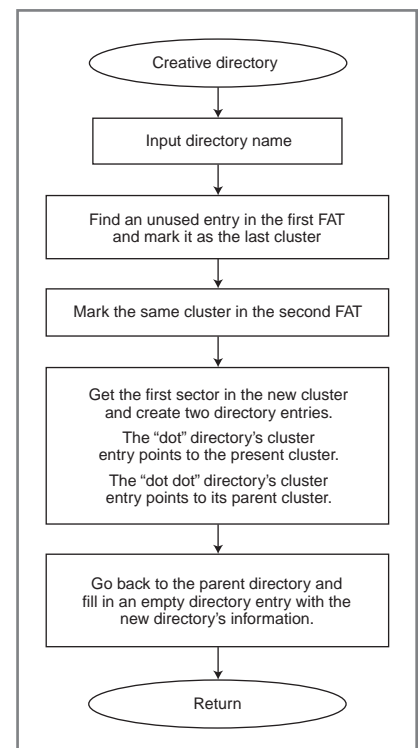 Creative directory
Input directory name
Find an unused entry in the first FAT
and mark it as the last cluster
Mark the same cluster in the second FAT
Get the first sector in the new cluster
and create two directory entries.
The “dot” directory’s cluster
entry points to the present cluster.
The “dot dot” directory’s cluster
entry points to its parent cluster.
Go back to the parent directory and
fill in an empty directory entry with the
new directory’s information.
Return